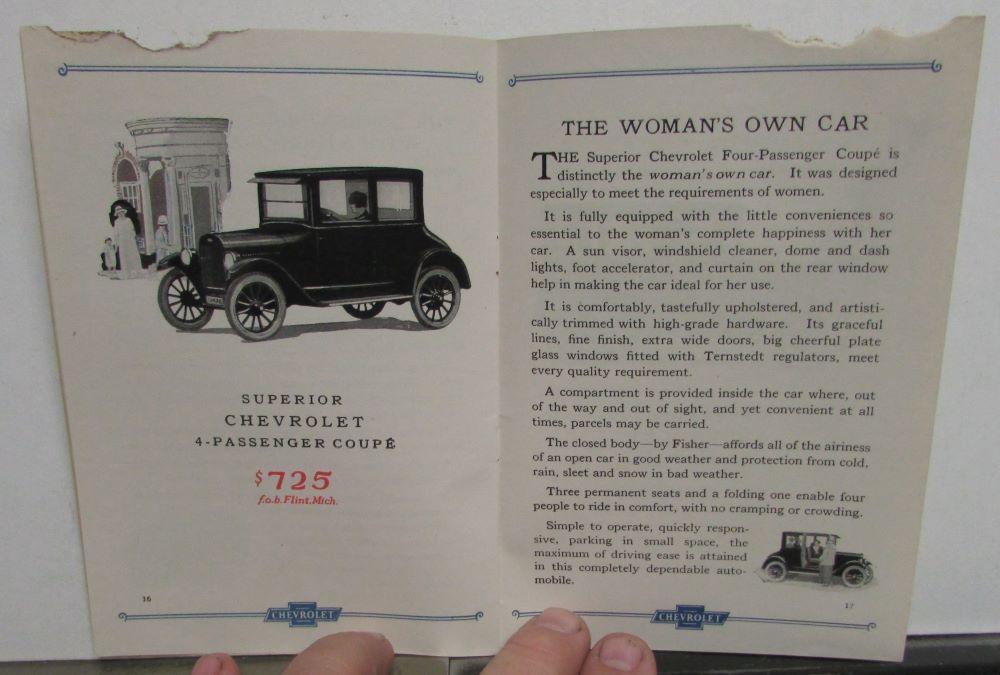 SUPERIOR
CHEVROLET
4-PASSENGER COUPÉ
$725
f.o.b. Flint, Mich.
16
CHEVROLET
THE WOMAN'S OWN CAR
THE Superior Chevrolet Four-Passenger Coupé is
distinctly the woman's own car. It was designed
especially to meet the requirements of women.
It is fully equipped with the little conveniences so
essential to the woman's complete happiness with her
car. A sun visor, windshield cleaner, dome and dash
lights, foot accelerator, and curtain on the rear window
help in making the car ideal for her use.
It is comfortably, tastefully upholstered, and artisti-
cally trimmed with high-grade hardware. Its graceful
lines, fine finish, extra wide doors, big cheerful plate
glass windows fitted with Ternstedt regulators, meet
every quality requirement.
A compartment is provided inside the car where, out
of the way and out of sight, and yet convenient at all
times, parcels may be carried.
The closed body—by Fisher—affords all of the airiness
of an open car in good weather and protection from cold,
rain, sleet and snow in bad weather.
Three permanent seats and a folding one enable four
people to ride in comfort, with no cramping or crowding.
Simple to operate, quickly respon-
sive, parking in small space, the
maximum of driving ease is attained
in this completely dependable auto-
mobile.
17
CHEVROLET